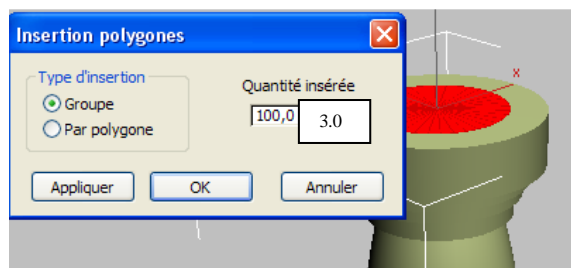 Insertion polygones
Type d'insertion
Groupe
Par polygone
Quantité insérée
100,0
3.0
Appliquer
OK
Annuler
x